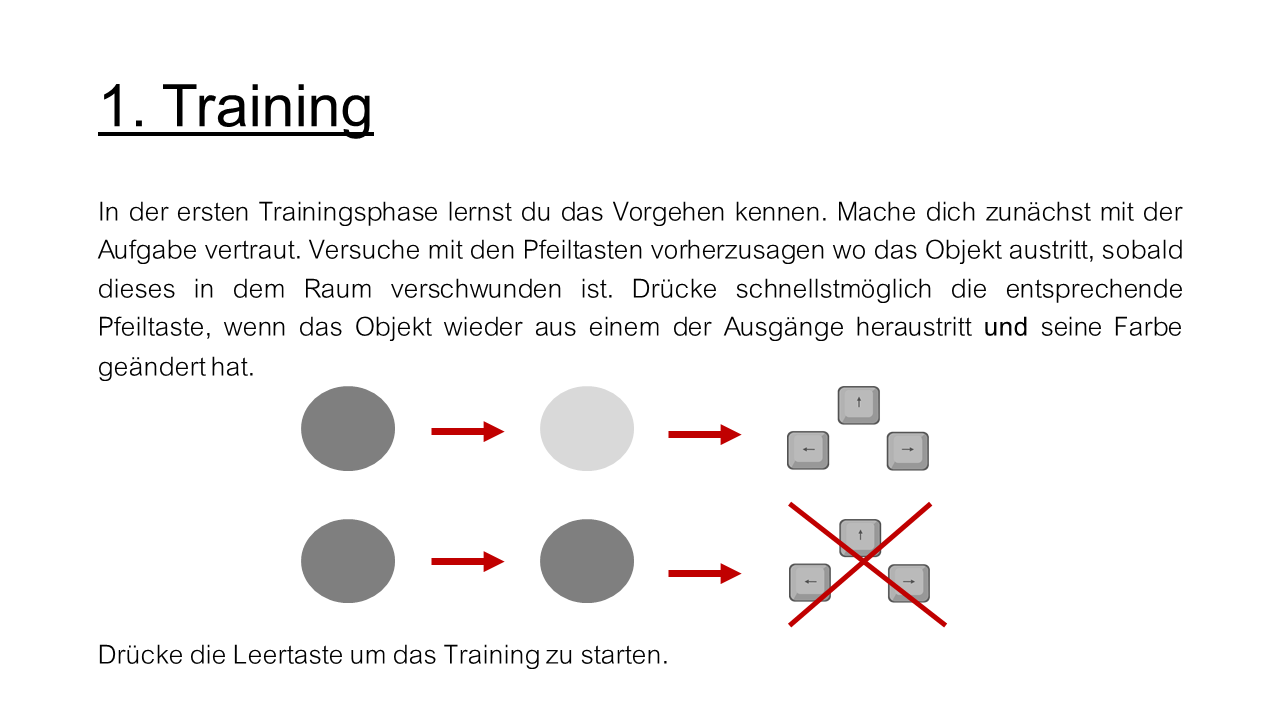 1. Training
In der ersten Trainingsphase lernst du das Vorgehen kennen. Mache dich zunächst mit der
Aufgabe vertraut. Versuche mit den Pfeiltasten vorherzusagen wo das Objekt austritt, sobald
dieses in dem Raum verschwunden ist. Drücke schnellstmöglich die entsprechende
Pfeiltaste, wenn das Objekt wieder aus einem der Ausgänge heraustritt und seine Farbe
geändert hat.
↑
← →
↑
← →
Drücke die Leertaste um das Training zu starten.